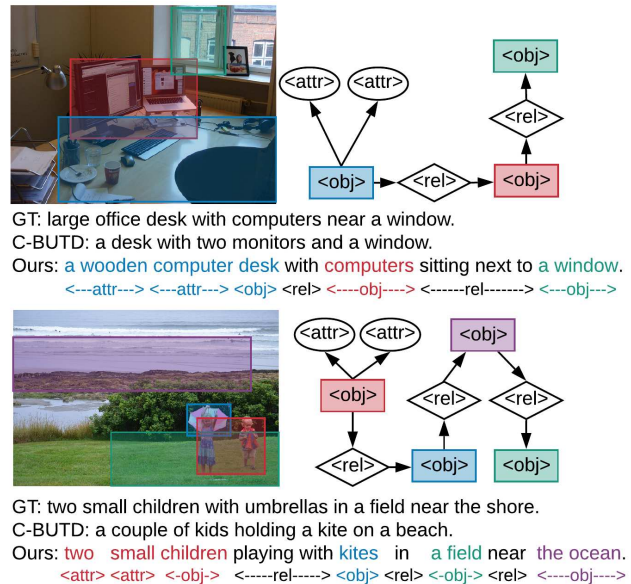 <attr> <attr> <obj>
<rel>
<obj> <rel> <obj>
GT: large office desk with computers near a window.
C-BUTD: a desk with two monitors and a window.
Ours: a wooden computer desk with computers sitting next to a window.
<---attr---> <---attr---> <obj> <rel> <----obj----> <------rel-------> <---obj--->
<attr> <attr> <obj>
<obj> <rel> <rel>
<rel> <obj> <obj>
GT: two small children with umbrellas in a field near the shore.
C-BUTD: a couple of kids holding a kite on a beach.
Ours: two small children playing with kites in a field near the ocean.
<attr> <attr> <-obj-> <-----rel-----> <obj> <rel> <-obj-> <rel> <----obj---->